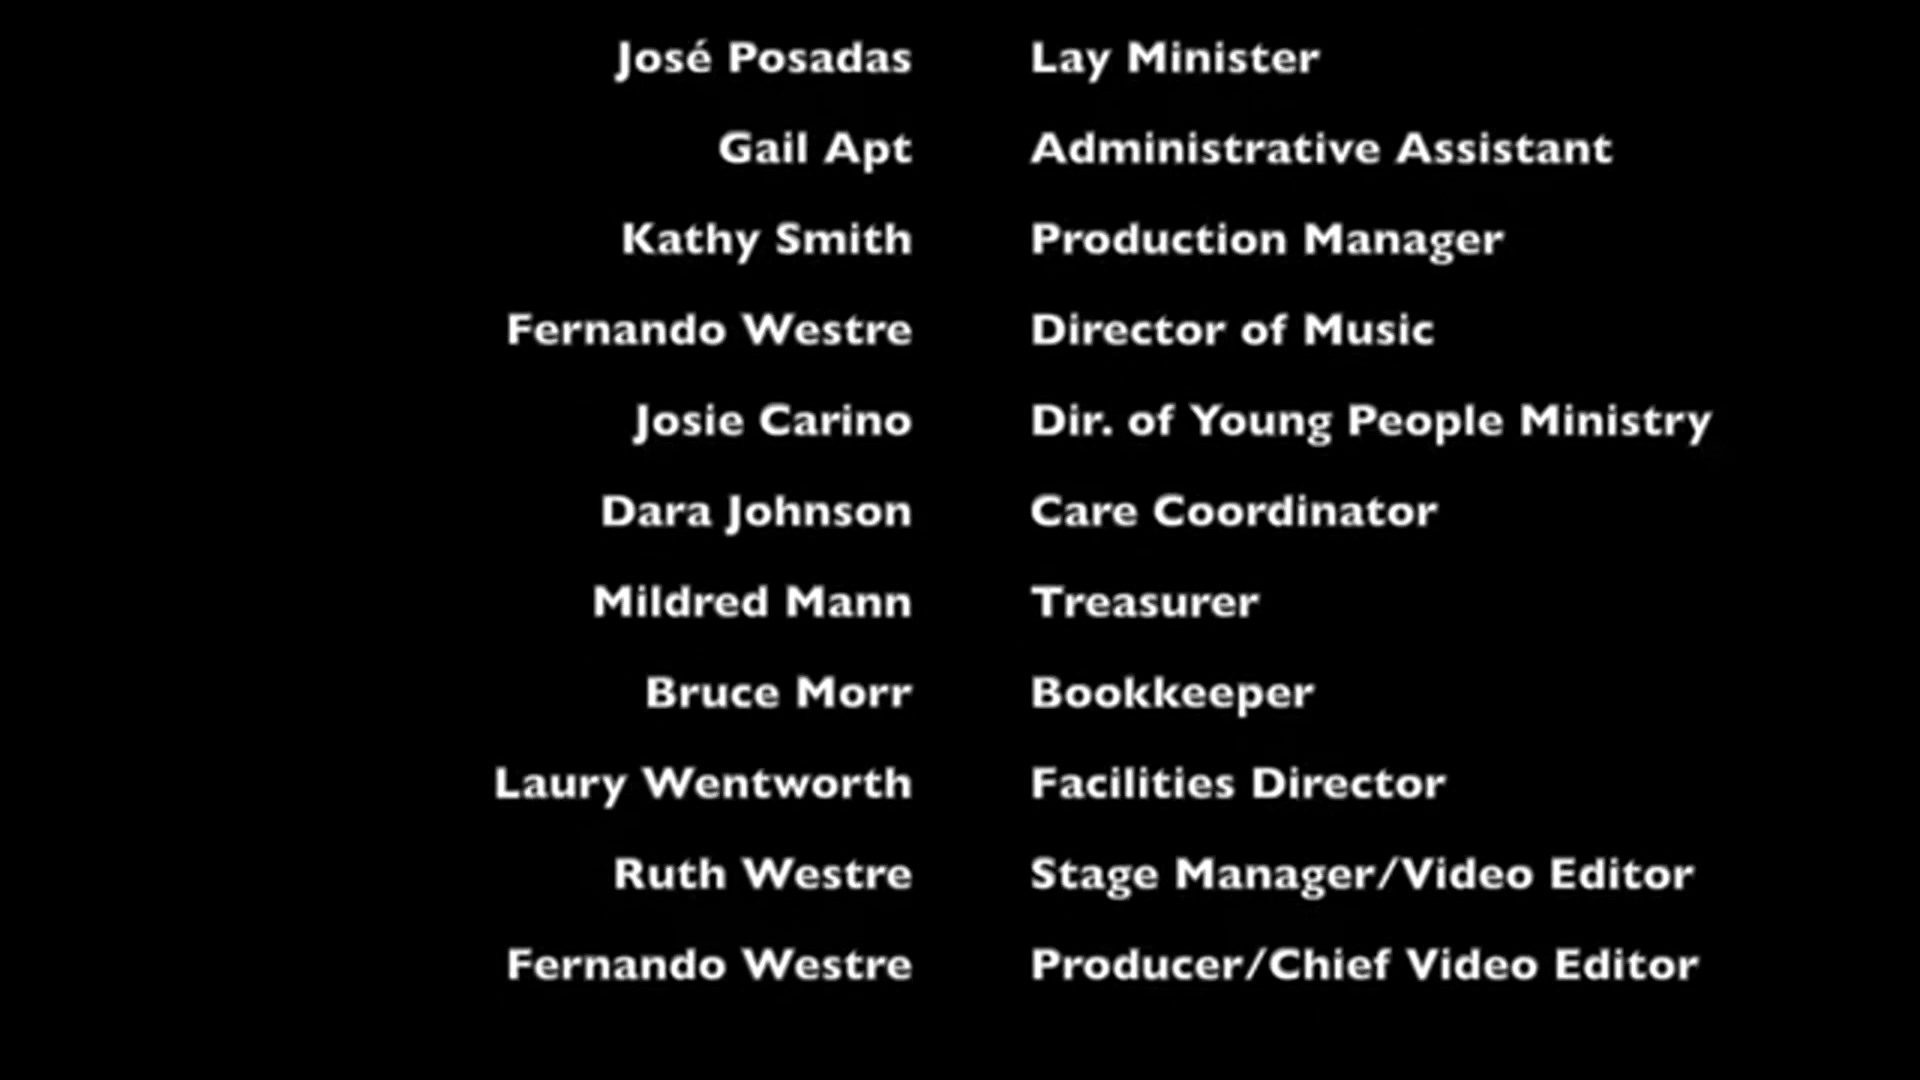 José Posadas Lay Minister
Gail Apt Administrative Assistant
Kathy Smith Production Manager
Fernando Westre Director of Music
Josie Carino Dir. of Young People Ministry
Dara Johnson Care Coordinator
Mildred Mann Treasurer
Bruce Morr Bookkeeper
Laury Wentworth Facilities Director
Ruth Westre Stage Manager/Video Editor
Fernando Westre Producer/Chief Video Editor